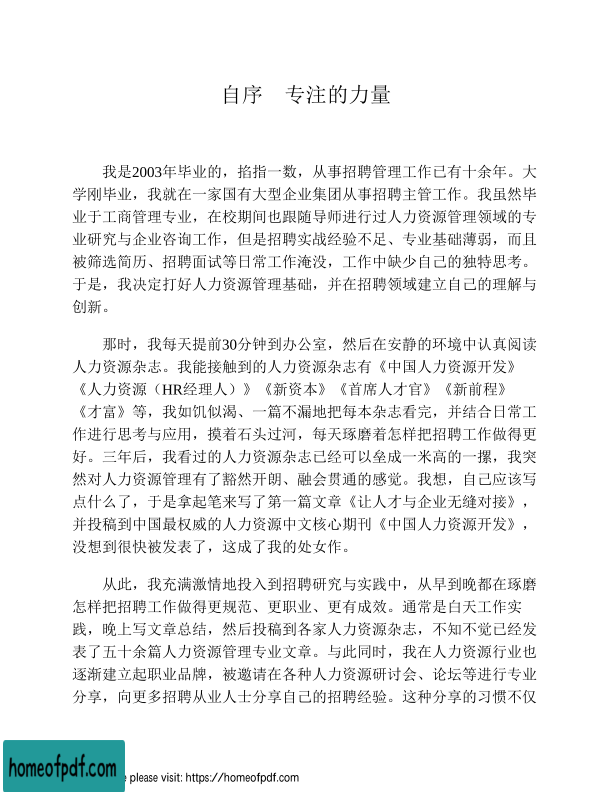 自序　专注的力量
我是2003年毕业的，掐指一数，从事招聘管理工作已有十余年。大
学刚毕业，我就在一家国有大型企业集团从事招聘主管工作。我虽然毕
业于工商管理专业，在校期间也跟随导师进行过人力资源管理领域的专
业研究与企业咨询工作，但是招聘实战经验不足、专业基础薄弱，而且
被筛选简历、招聘面试等日常工作淹没，工作中缺少自己的独特思考。
于是，我决定打好人力资源管理基础，并在招聘领域建立自己的理解与
创新。
那时，我每天提前30分钟到办公室，然后在安静的环境中认真阅读
人力资源杂志。我能接触到的人力资源杂志有《中国人力资源开发》
《人力资源（HR经理人）》《新资本》《首席人才官》《新前程》
《才富》等，我如饥似渴、一篇不漏地把每本杂志看完，并结合日常工
作进行思考与应用，摸着石头过河，每天琢磨着怎样把招聘工作做得更
好。三年后，我看过的人力资源杂志已经可以垒成一米高的一摞，我突
然对人力资源管理有了豁然开朗、融会贯通的感觉。我想，自己应该写
点什么了，于是拿起笔来写了第一篇文章《让人才与企业无缝对接》，
并投稿到中国最权威的人力资源中文核心期刊《中国人力资源开发》，
没想到很快被发表了，这成了我的处女作。
从此，我充满激情地投入到招聘研究与实践中，从早到晚都在琢磨
怎样把招聘工作做得更规范、更职业、更有成效。通常是白天工作实
践，晚上写文章总结，然后投稿到各家人力资源杂志，不知不觉已经发
表了五十余篇人力资源管理专业文章。与此同时，我在人力资源行业也
逐渐建立起职业品牌，被邀请在各种人力资源研讨会、论坛等进行专业
分享，向更多招聘从业人士分享自己的招聘经验。这种分享的习惯不仅
homeofpdf.com
e please visit: https://homeofpdf.com